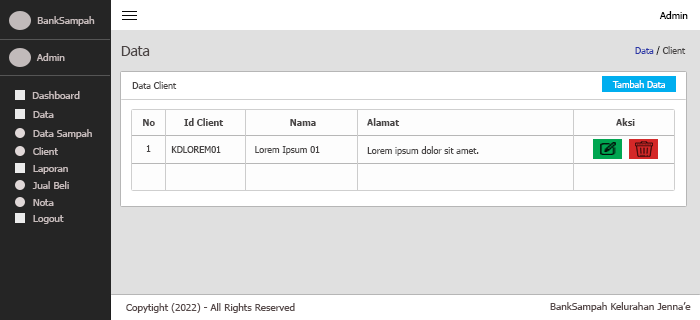 BankSampah
Admin
Admin
Dashboard
Data
Data Sampah
Client
Laporan
Jual Beli
Nota
Logout
Data
Data / Client
Data Client
Tambah Data
No Id Client Nama Alamat Aksi
1 KDLOREM01 Lorem Ipsum 01 Lorem ipsum dolor sit amet.
Copytight (2022) - All Rights Reserved
BankSampah Kelurahan Jenna'e